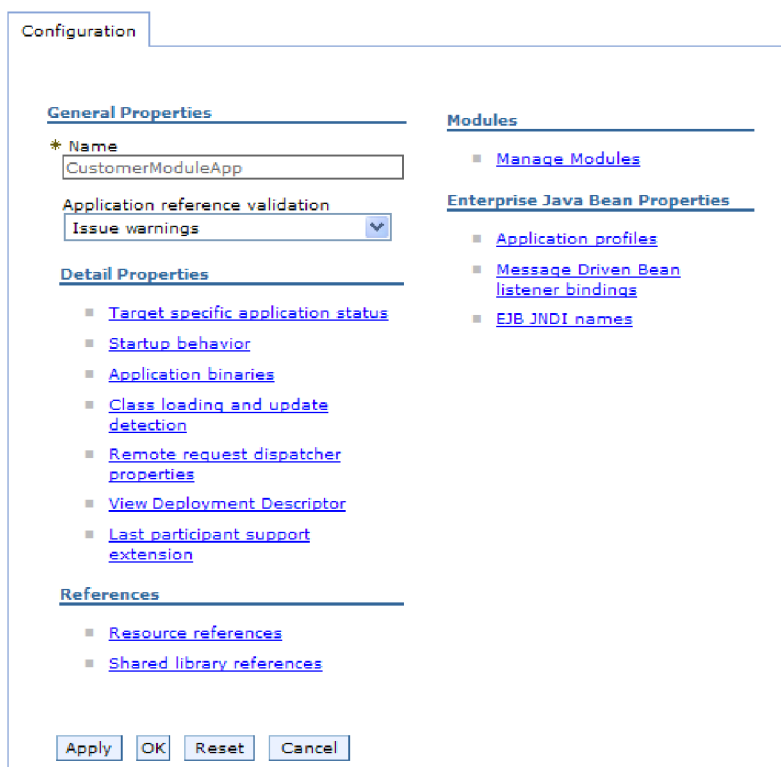 Configuration
General Properties
* Name
CustomerModuleApp
Application reference validation
Issue warnings
Detail Properties
Target specific application status
Startup behavior
Application binaries
Class loading and update
detection
Remote request dispatcher
properties
View Deployment Descriptor
Last participant support
extension
References
Resource references
Shared library references
Modules
Manage Modules
Enterprise Java Bean Properties
Application profiles
Message Driven Bean
listener bindings
EJB JNDI names
Apply OK Reset Cancel